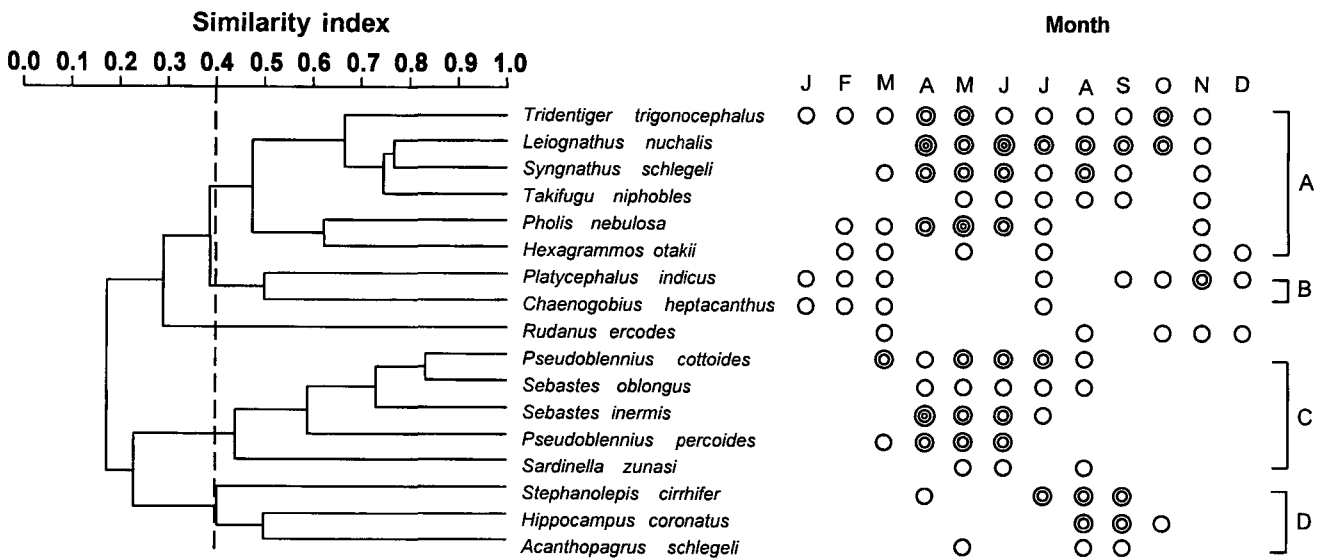 Similarity index Month
0.0 0.1 0.2 0.3 0.4 0.5 0.6 0.7 0.8 0.9 1.0
J F M A M J J A S O N D
Tridentiger trigonocephalus
Leiognathus nuchalis
Syngnathus schlegeli
Takifugu niphobles
A
Pholis nebulosa
Hexagrammos otakii
Platycephalus indicus
B
Chaenogobius heptacanthus
Rudanus ercodes
Pseudoblennius cottoides
Sebastes oblongus
Sebastes inermis
C
Pseudoblennius percoides
Sardinella zunasi
Stephanolepis cirrhifer
Hippocampus coronatus
D
Acanthopagrus schlegeli